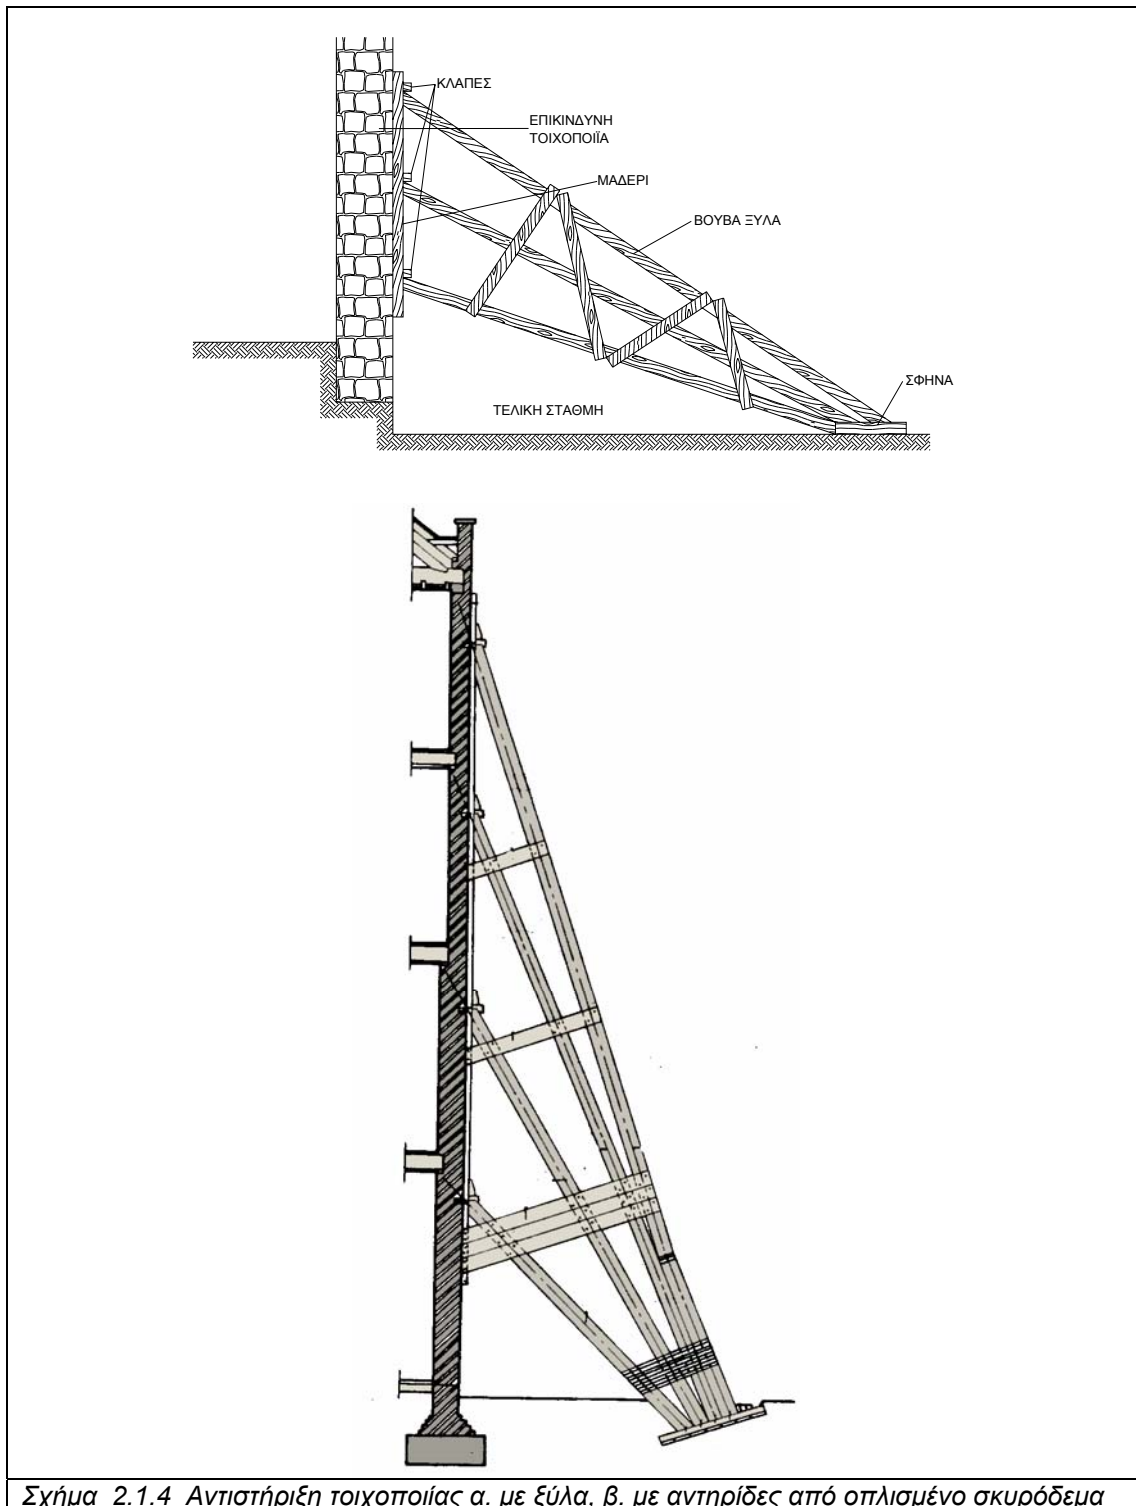 ΚΛΑΠΕΣ
ΕΠΙΚΙΝΔΥΝΗ
ΤΟΙΧΟΠΟΙΪΑ
ΜΑΔΕΡΙ
ΒΟΥΒΑ ΞΥΛΑ
ΣΦΗΝΑ
ΤΕΛΙΚΗ ΣΤΑΘΜΗ
Σχήμα 2.1.4 Αντιστήριξη τοιχοποιίας α. με ξύλα, β. με αντηρίδες από οπλισμένο σκυρόδεμα